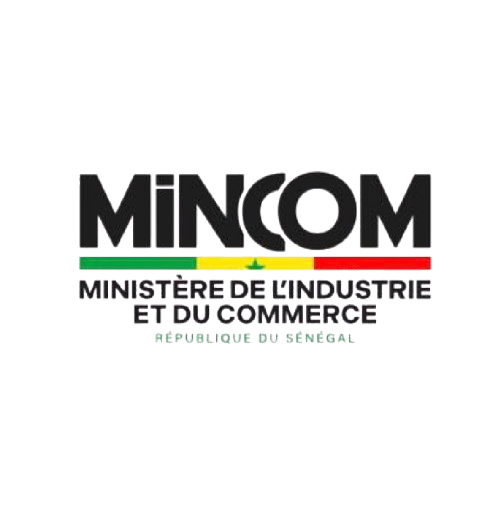 MiNCOM
MINISTÈRE DE L'INDUSTRIE
ET DU COMMERCE
RÉPUBLIQUE DU SÉNÉGAL